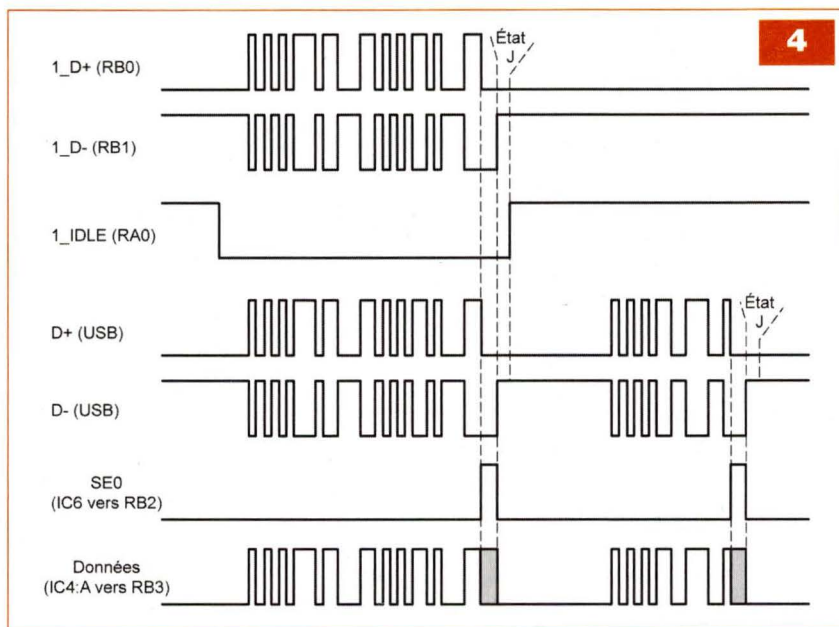 4
État
J
1_D+ (RB0)
1_D- (RB1)
1_IDLE (RA0)
État
J
D+ (USB)
D- (USB)
SE0
(IC6 vers RB2)
Données
(IC4:A vers RB3)